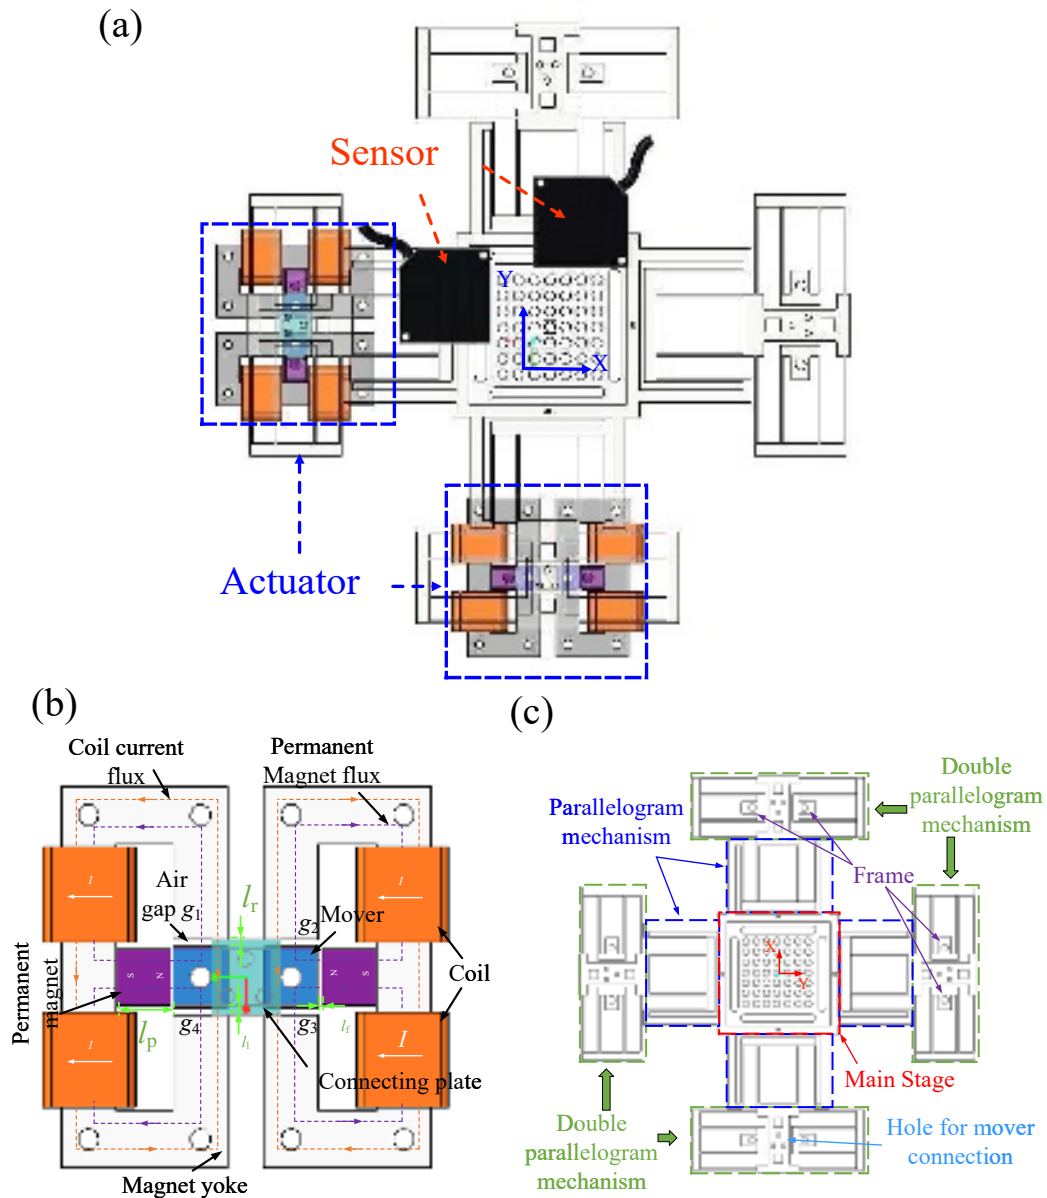 (a)
Sensor
Y
X
Actuator
(b)
Coil current
flux
Permanent
Magnet flux
I
I
Air
gap g1
lr
g2
Mover
Permanent
magnet
S
N
N
S
Coil
lp
g4
l1
g3
lf
I
I
Connecting plate
Magnet yoke
(c)
Double
parallelogram
mechanism
Parallelogram
mechanism
Frame
X
Y
Main Stage
Double
parallelogram
mechanism
Hole for mover
connection